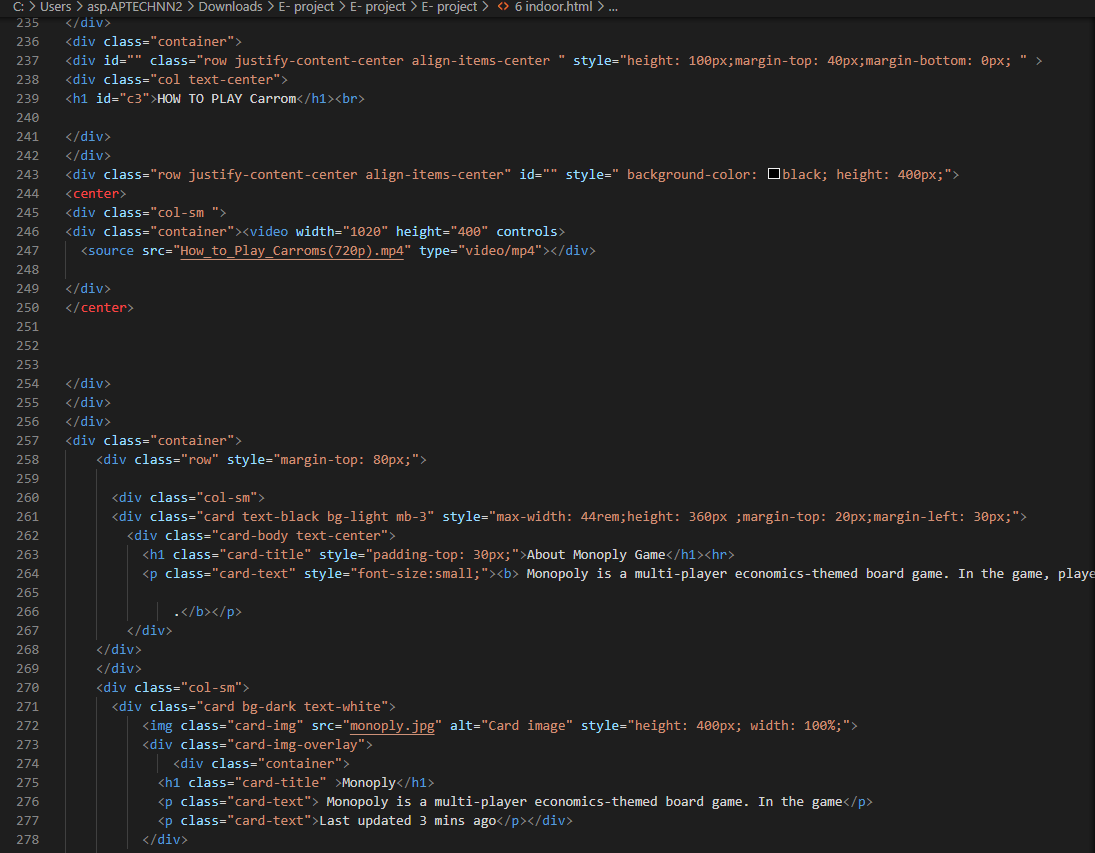 C: > Users > asp.APTECHNN2 > Downloads > E- project > E- project > E- project > <> 6 indoor.html > ...
235 </div>
236 <div class="container">
237 <div id="" class="row justify-content-center align-items-center " style="height: 100px;margin-top: 40px;margin-bottom: 0px; " >
238 <div class="col text-center">
239 <h1 id="c3">HOW TO PLAY Carrom</h1><br>
240
241 </div>
242 </div>
243 <div class="row justify-content-center align-items-center" id="" style=" background-color: black; height: 400px;">
244 <center>
245 <div class="col-sm ">
246 <div class="container"><video width="1020" height="400" controls>
247   <source src="How_to_Play_Carroms(720p).mp4" type="video/mp4"></div>
248
249 </div>
250 </center>
251
252
253
254 </div>
255 </div>
256 </div>
257 <div class="container">
258     <div class="row" style="margin-top: 80px;">
259
260       <div class="col-sm">
261       <div class="card text-black bg-light mb-3" style="max-width: 44rem;height: 360px ;margin-top: 20px;margin-left: 30px;">
262         <div class="card-body text-center">
263           <h1 class="card-title" style="padding-top: 30px;">About Monoply Game</h1><hr>
264           <p class="card-text" style="font-size:small;"><b> Monopoly is a multi-player economics-themed board game. In the game, playe
265
266               .</b></p>
267         </div>
268     </div>
269     </div>
270     <div class="col-sm">
271       <div class="card bg-dark text-white">
272           <img class="card-img" src="monoply.jpg" alt="Card image" style="height: 400px; width: 100%;">
273           <div class="card-img-overlay">
274               <div class="container">
275             <h1 class="card-title" >Monoply</h1>
276             <p class="card-text"> Monopoly is a multi-player economics-themed board game. In the game</p>
277             <p class="card-text">Last updated 3 mins ago</p></div>
278           </div>